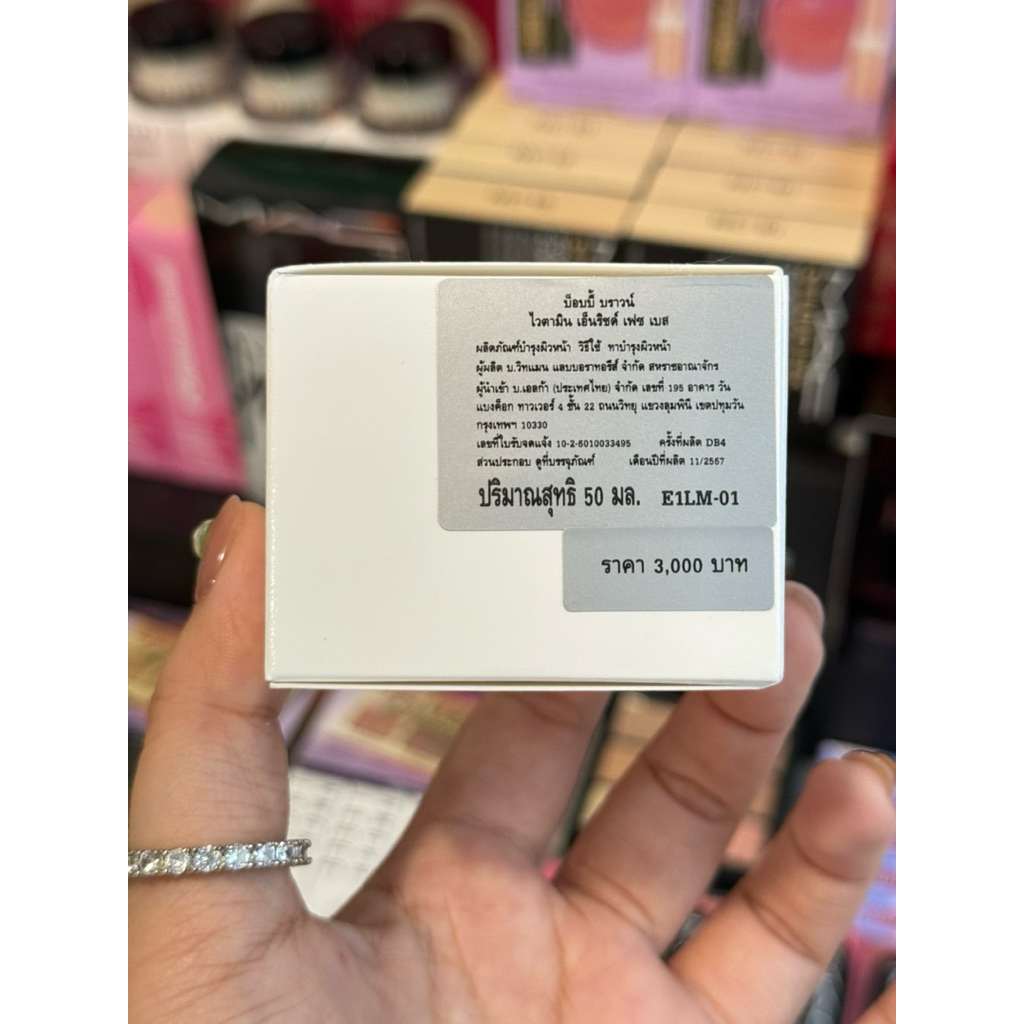 บ็อบบี้ บราวน์
ไวตามิน เอ็นริชด์ เฟซ เบส
ผลิตภัณฑ์บำรุงผิวหน้า วิธีใช้ ทาบำรุงผิวหน้า
ผู้ผลิต บ.วิทแมน แลบบอราทอรีส์ จำกัด สหราชอาณาจักร
ผู้นำเข้า บ.เอลก้า (ประเทศไทย) จำกัด เลขที่ 195 อาคาร วัน
แบงค็อก ทาวเวอร์ 4 ชั้น 22 ถนนวิทยุ แขวงลุมพินี เขตปทุมวัน
กรุงเทพฯ 10330
เลขที่ใบรับจดแจ้ง 10-2-6010033495 ครั้งที่ผลิต DB4
ส่วนประกอบ ดูที่บรรจุภัณฑ์ เดือนปีที่ผลิต 11/2567
ปริมาณสุทธิ 50 มล. E1LM-01
ราคา 3,000 บาท